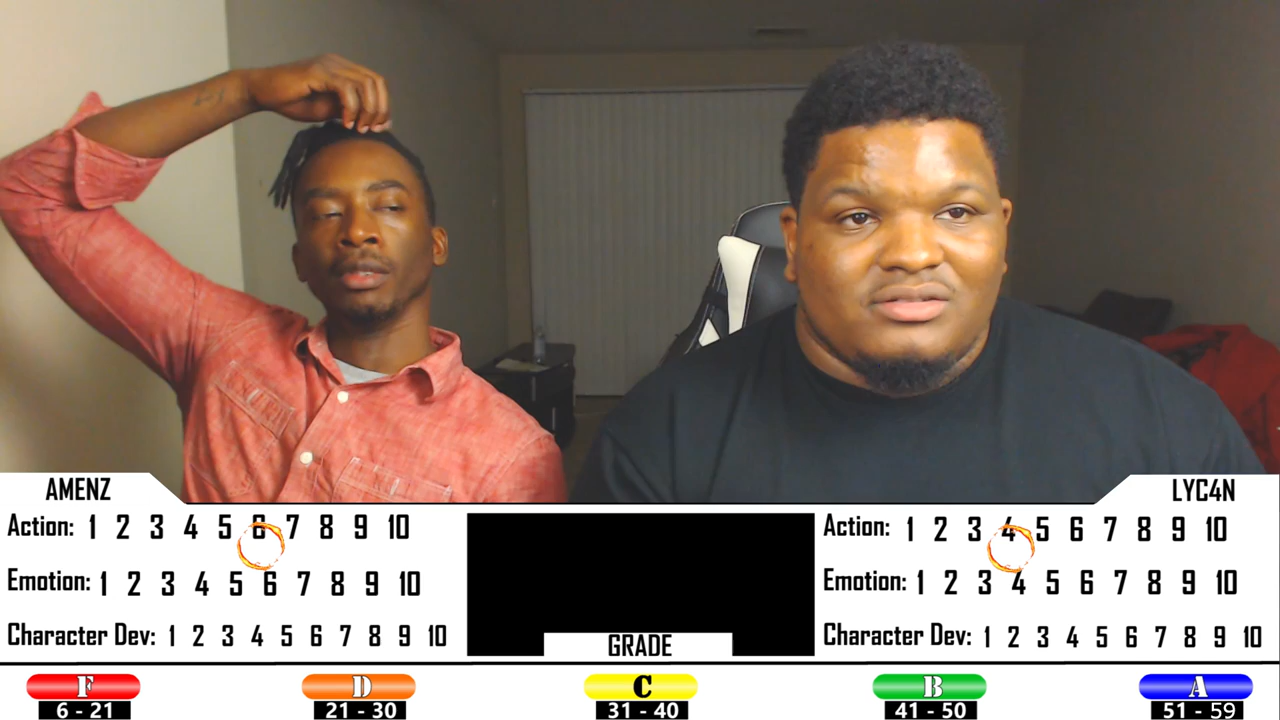 AMENZ
Action: 1 2 3 4 5 6 7 8 9 10
Emotion: 1 2 3 4 5 6 7 8 9 10
Character Dev: 1 2 3 4 5 6 7 8 9 10
GRADE
LYC4N
Action: 1 2 3 4 5 6 7 8 9 10
Emotion: 1 2 3 4 5 6 7 8 9 10
Character Dev: 1 2 3 4 5 6 7 8 9 10
F D C B A
6 - 21 21 - 30 31 - 40 41 - 50 51 - 59